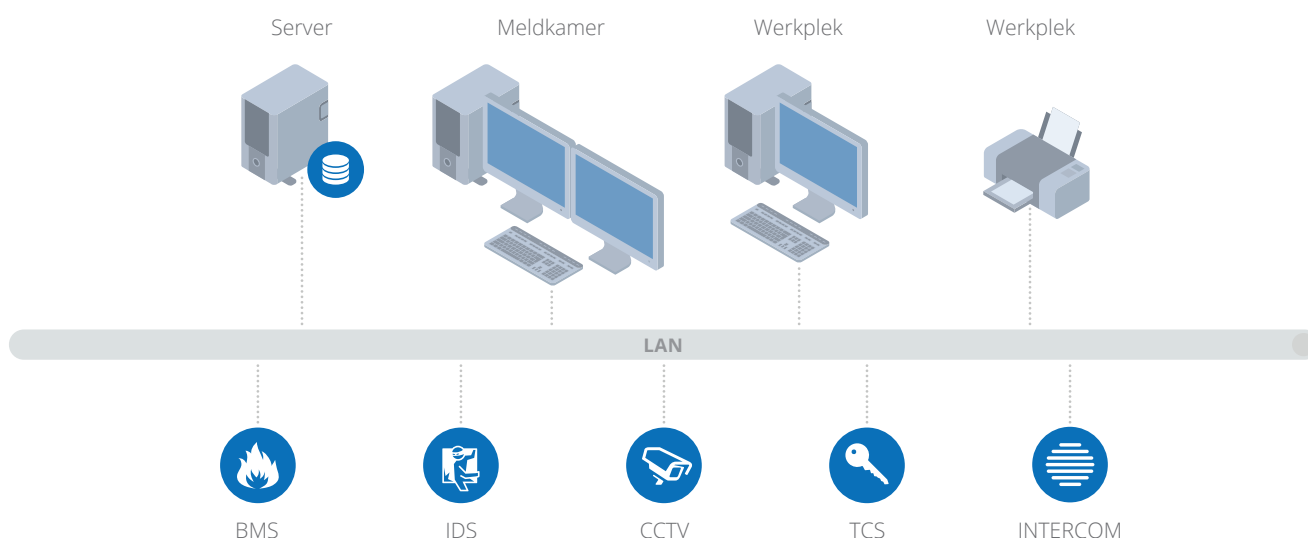 Server
Meldkamer
Werkplek
Werkplek
LAN
BMS
IDS
CCTV
TCS
INTERCOM